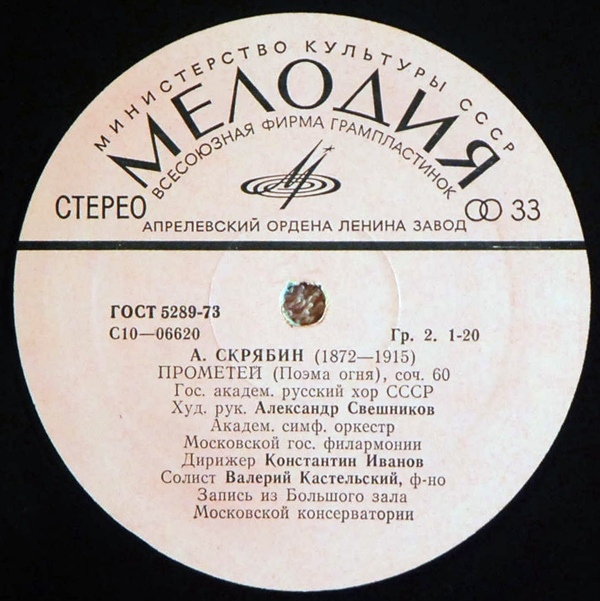 МИНИСТЕРСТВО КУЛЬТУРЫ СССР
МЕЛОДИЯ
ВСЕСОЮЗНАЯ ФИРМА ГРАМПЛАСТИНОК
СТЕРЕО
33
АПРЕЛЕВСКИЙ ОРДЕНА ЛЕНИНА ЗАВОД
ГОСТ 5289-73
С10—06620
Гр. 2. 1-20
А. СКРЯБИН (1872—1915)
ПРОМЕТЕЙ (Поэма огня), соч. 60
Гос. академ. русский хор СССР
Худ. рук. Александр Свешников
Академ. симф. оркестр
Московской гос. филармонии
Дирижер Константин Иванов
Солист Валерий Кастельский, ф-но
Запись из Большого зала
Московской консерватории